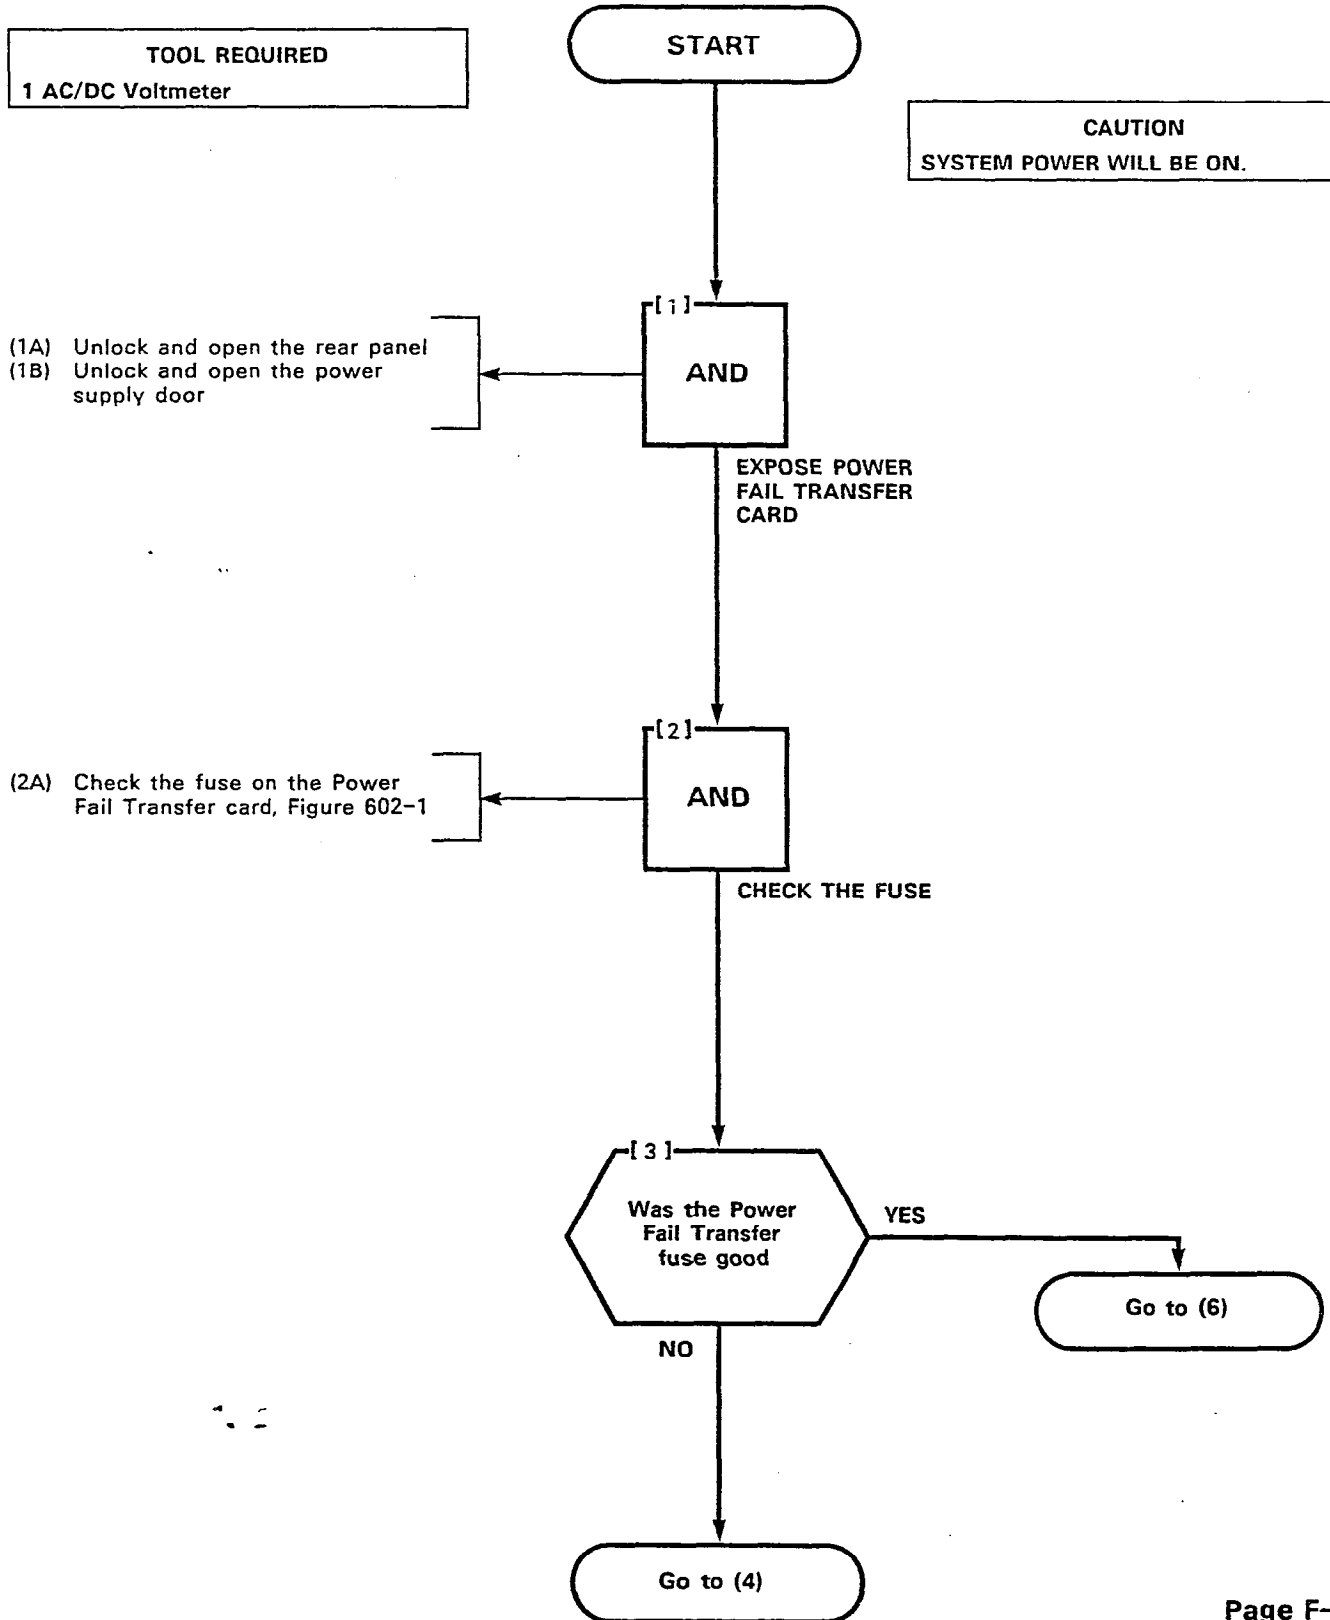 START
TOOL REQUIRED
1 AC/DC Voltmeter
CAUTION
SYSTEM POWER WILL BE ON.
[1]
AND
(1A) Unlock and open the rear panel
(1B) Unlock and open the power
supply door
EXPOSE POWER
FAIL TRANSFER
CARD
[2]
AND
(2A) Check the fuse on the Power
Fail Transfer card, Figure 602-1
CHECK THE FUSE
[3]
Was the Power
Fail Transfer
fuse good
YES
Go to (6)
NO
Go to (4)
Page F-